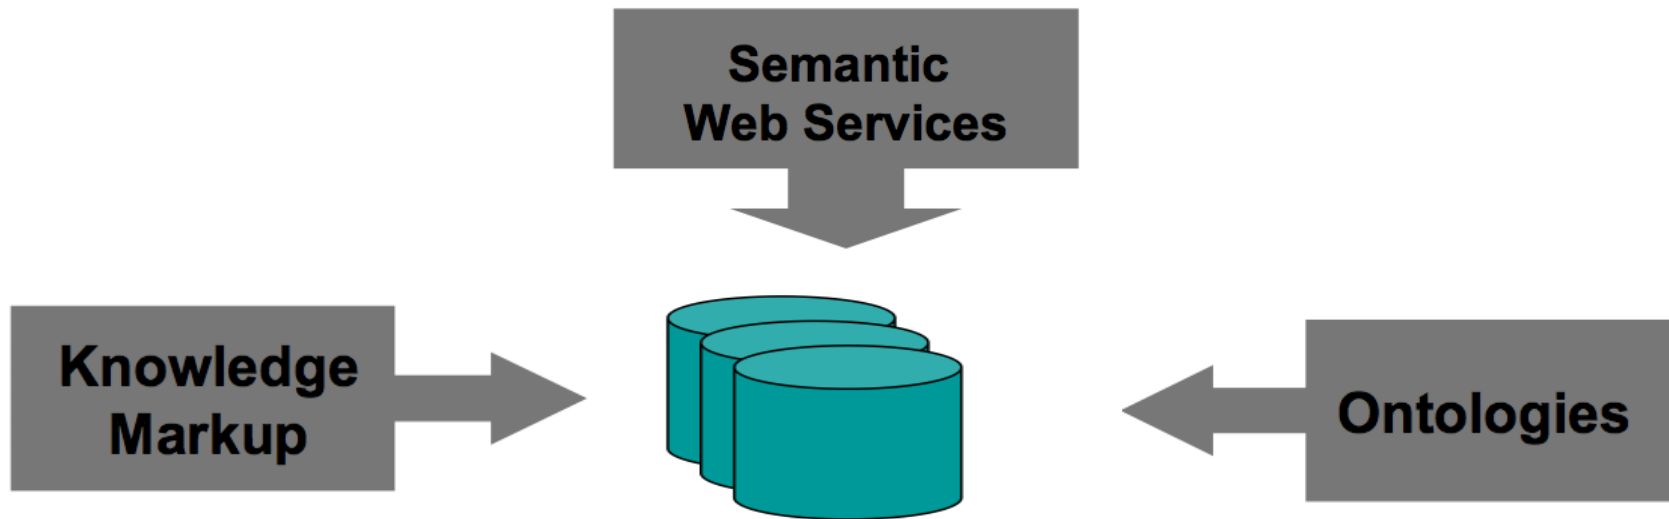 Semantic
Web Services
Knowledge
Markup
Ontologies